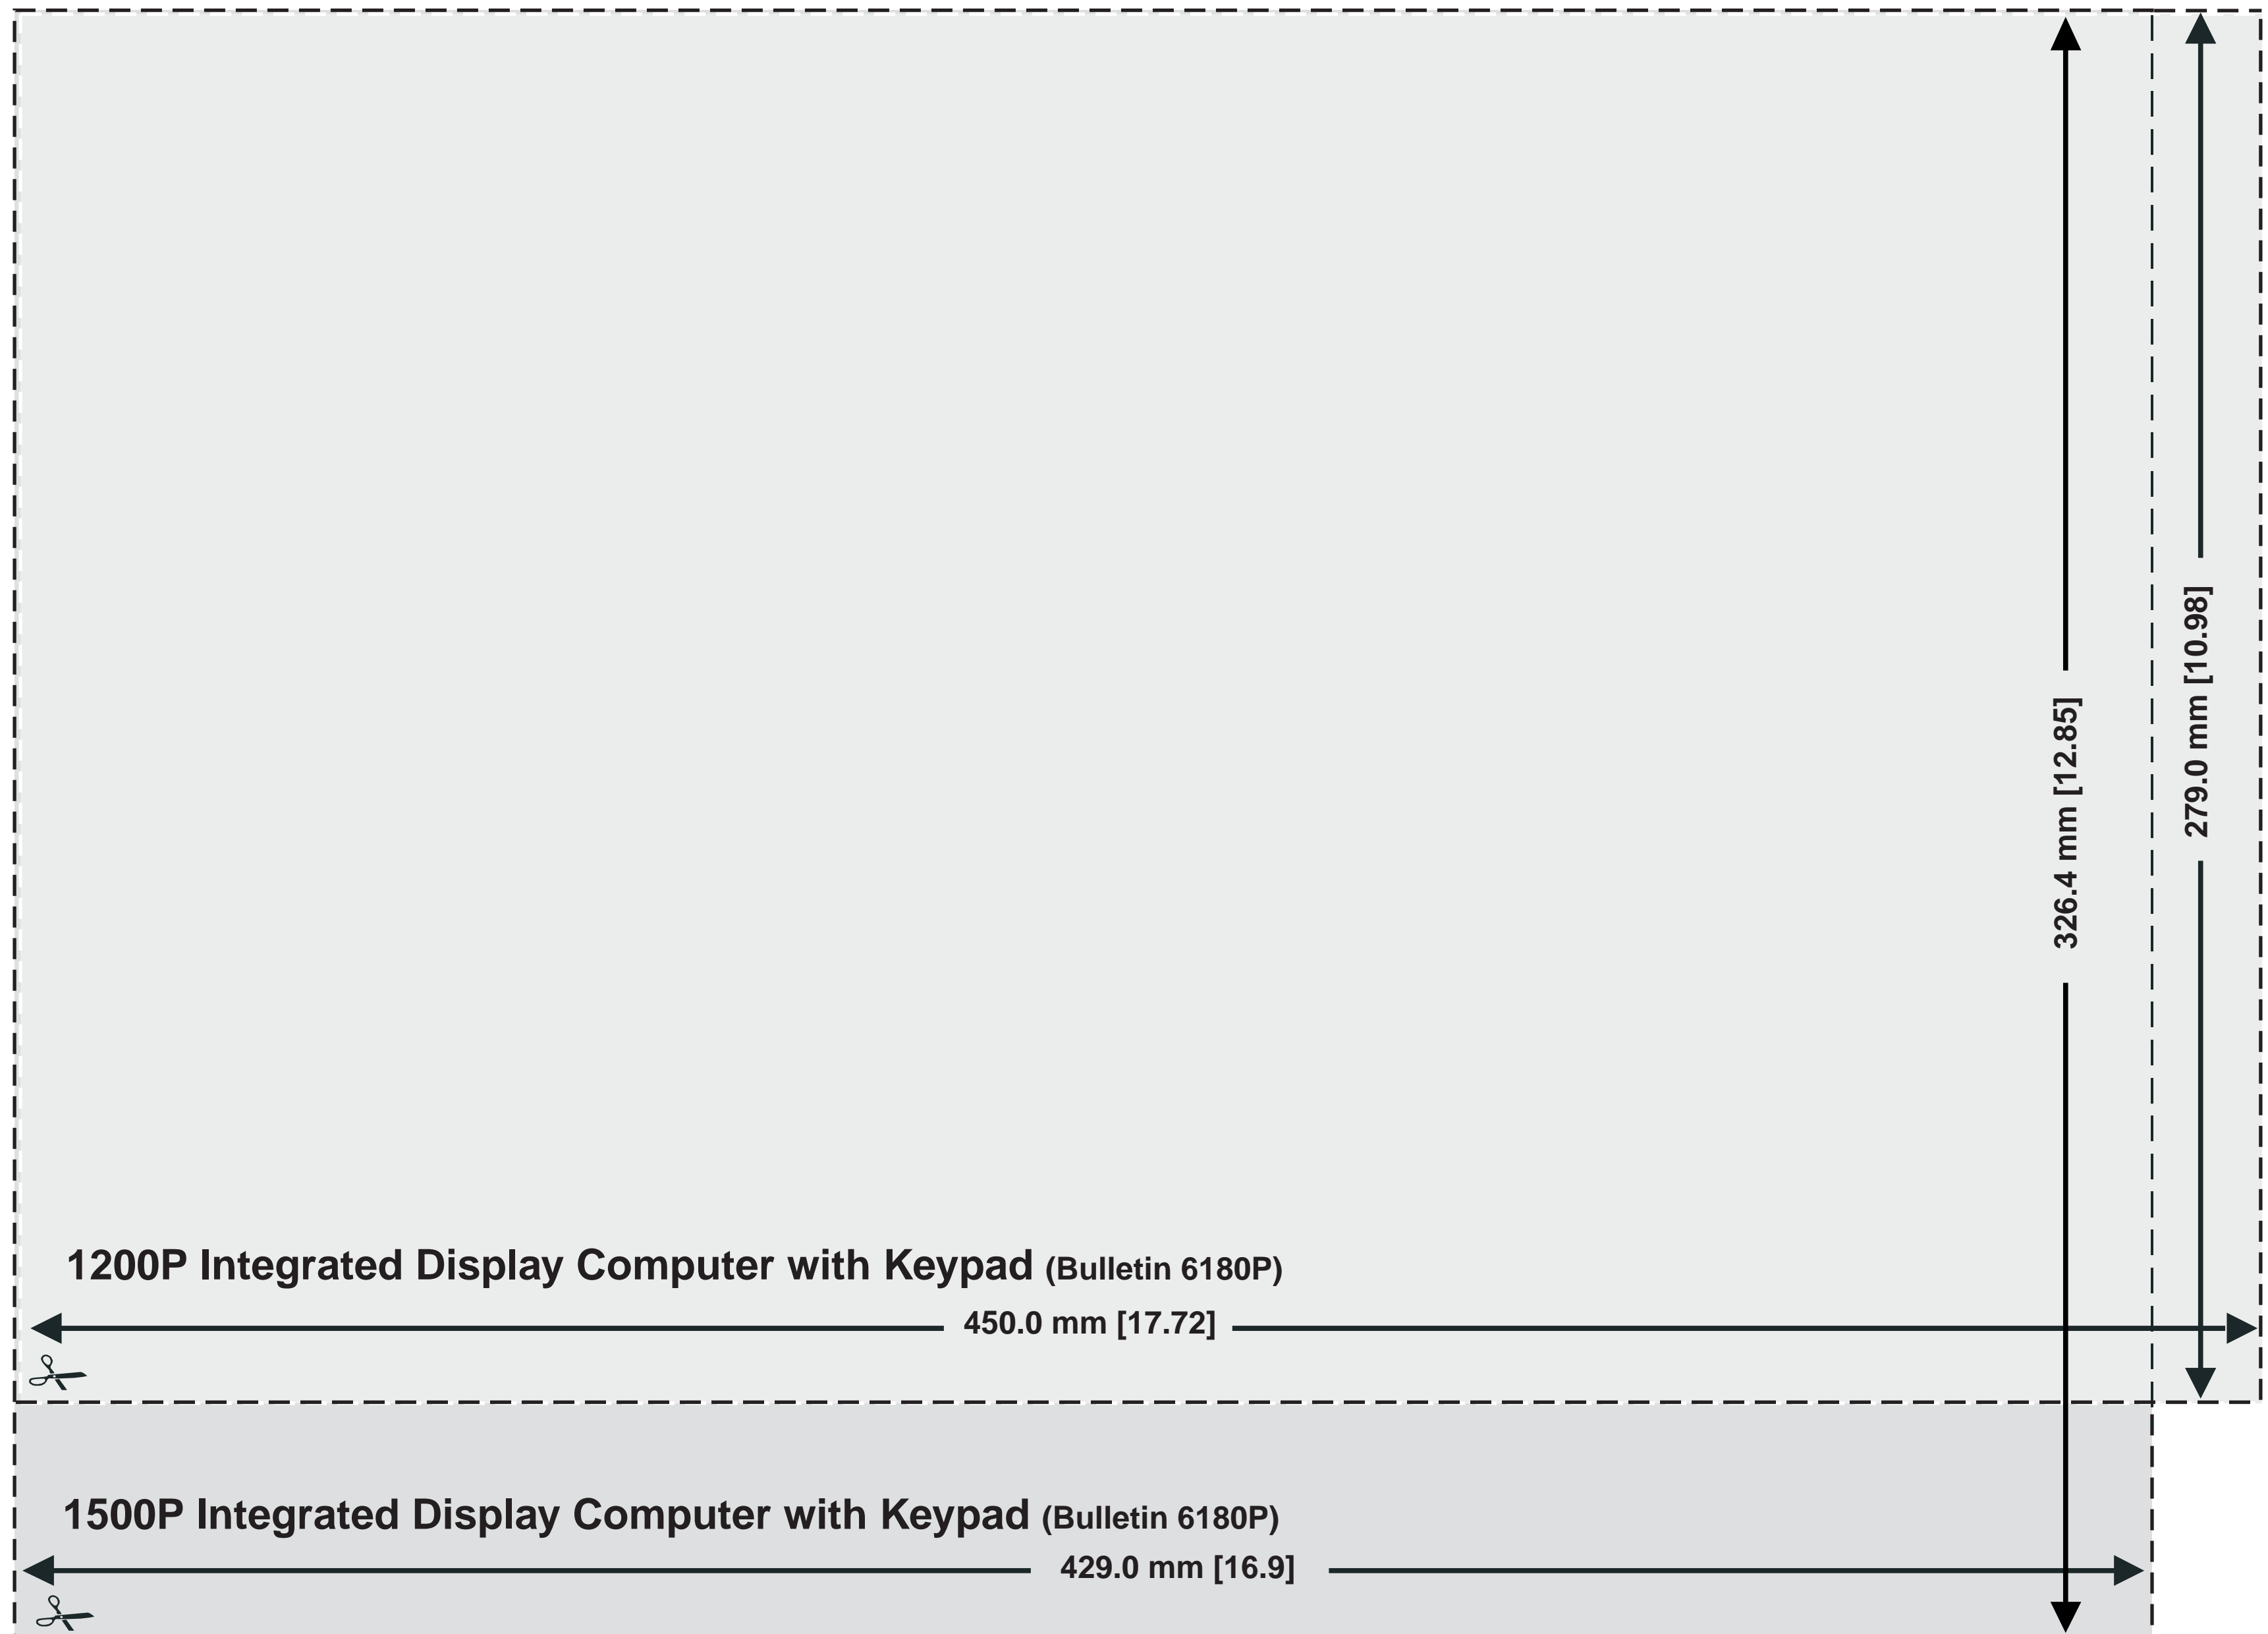 279.0 mm [10.98]
326.4 mm [12.85]
1200P Integrated Display Computer with Keypad (Bulletin 6180P)
450.0 mm [17.72]
1500P Integrated Display Computer with Keypad (Bulletin 6180P)
429.0 mm [16.9]